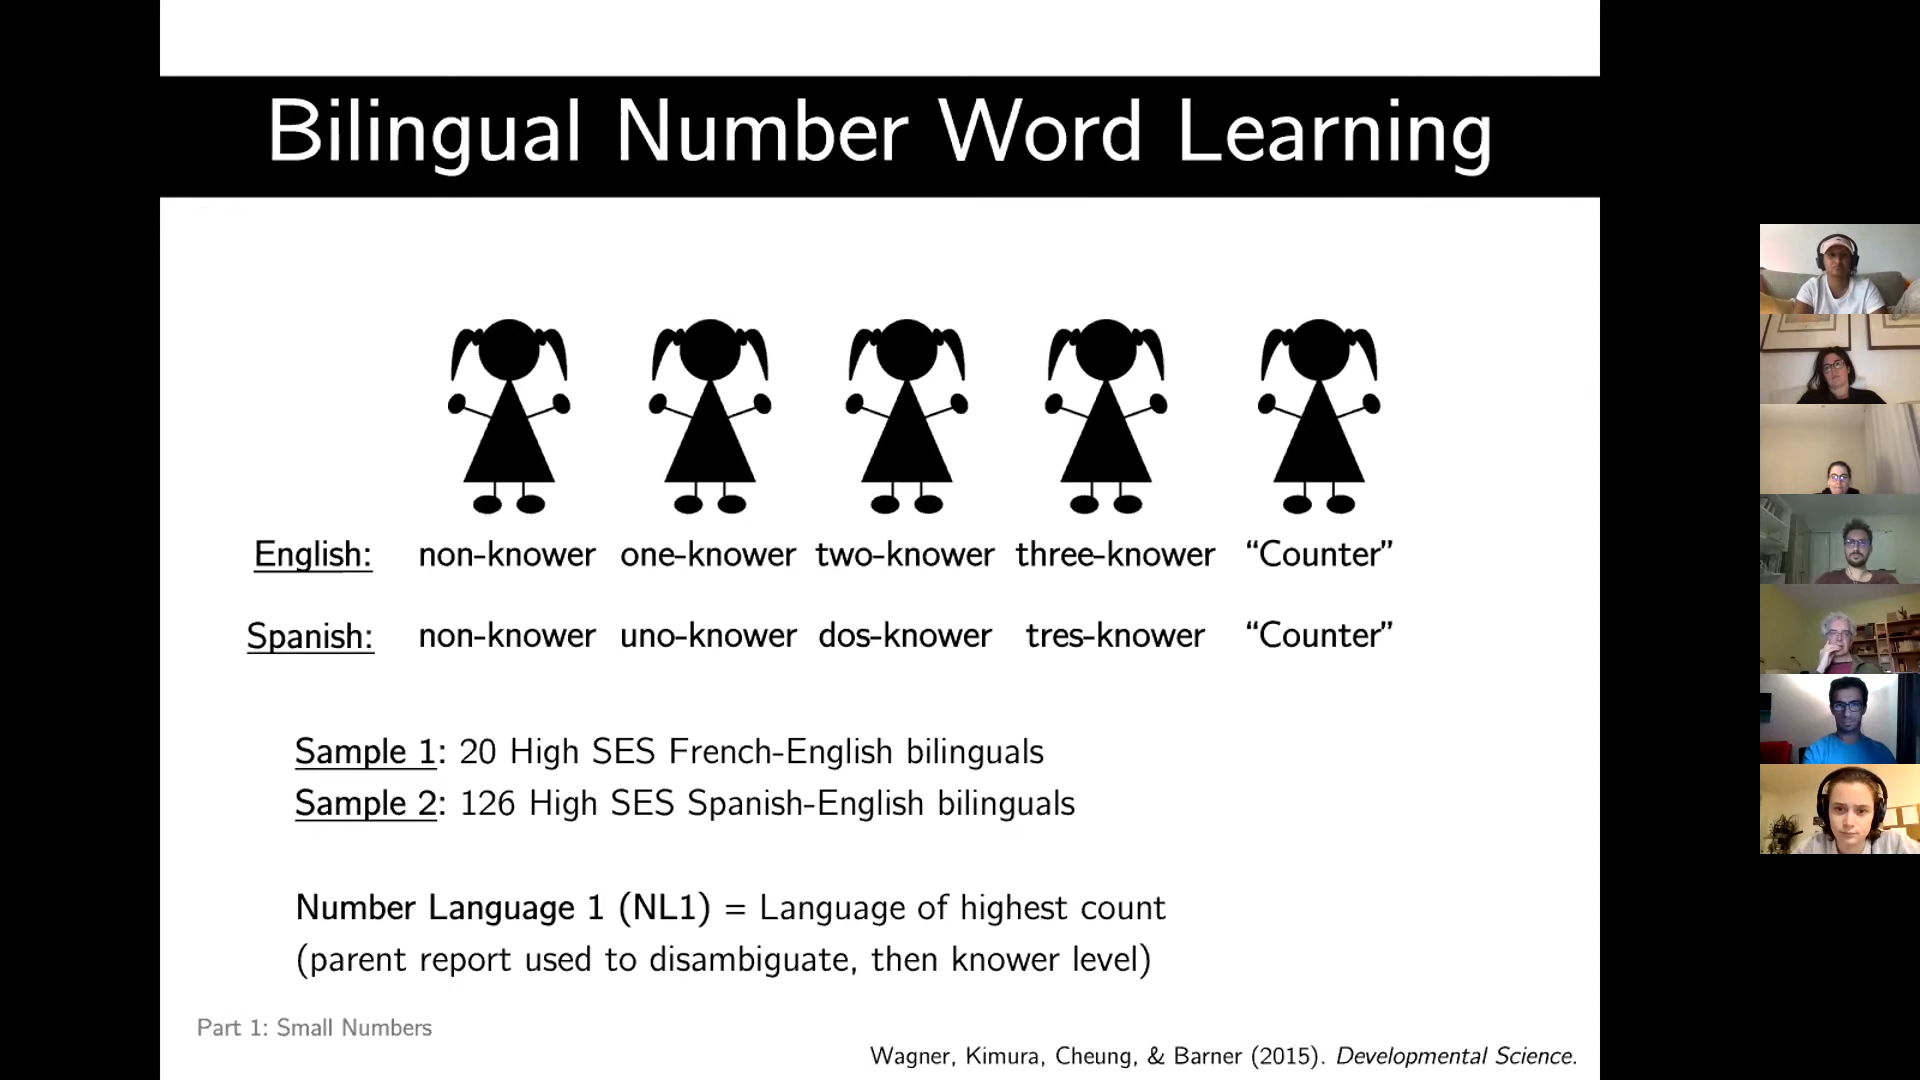 Bilingual Number Word Learning
English: non-knower one-knower two-knower three-knower “Counter”
Spanish: non-knower uno-knower dos-knower tres-knower “Counter”
Sample 1: 20 High SES French-English bilinguals
Sample 2: 126 High SES Spanish-English bilinguals
Number Language 1 (NL1) = Language of highest count
(parent report used to disambiguate, then knower level)
Part 1: Small Numbers
Wagner, Kimura, Cheung, & Barner (2015). Developmental Science.